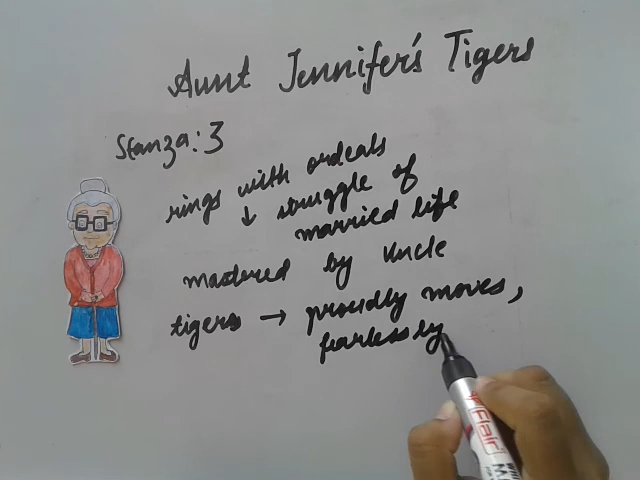 Aunt Jennifer's Tigers
Stanza: 3
rings with ordeals
↓ struggle of
married life
mastered by Uncle
tigers → proudly moves,
fearlessly
Flair